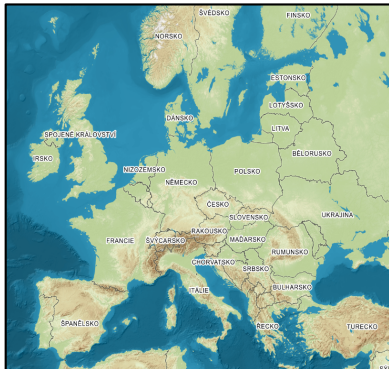 ŠVÉDSKO
FINSKO
NORSKO
ESTONSKO
LOTYŠSKO
DÁNSKO
LITVA
SPOJENÉ KRÁLOVSTVÍ
BĚLORUSKO
IRSKO
NIZOZEMSKO
POLSKO
NĚMECKO
ČESKO
SLOVENSKO
UKRAJINA
RAKOUSKO
FRANCIE
ŠVÝCARSKO
MAĎARSKO
RUMUNSKO
CHORVATSKO
SRBSKO
BULHARSKO
ITÁLIE
ŠPANĚLSKO
ŘECKO
TURECKO